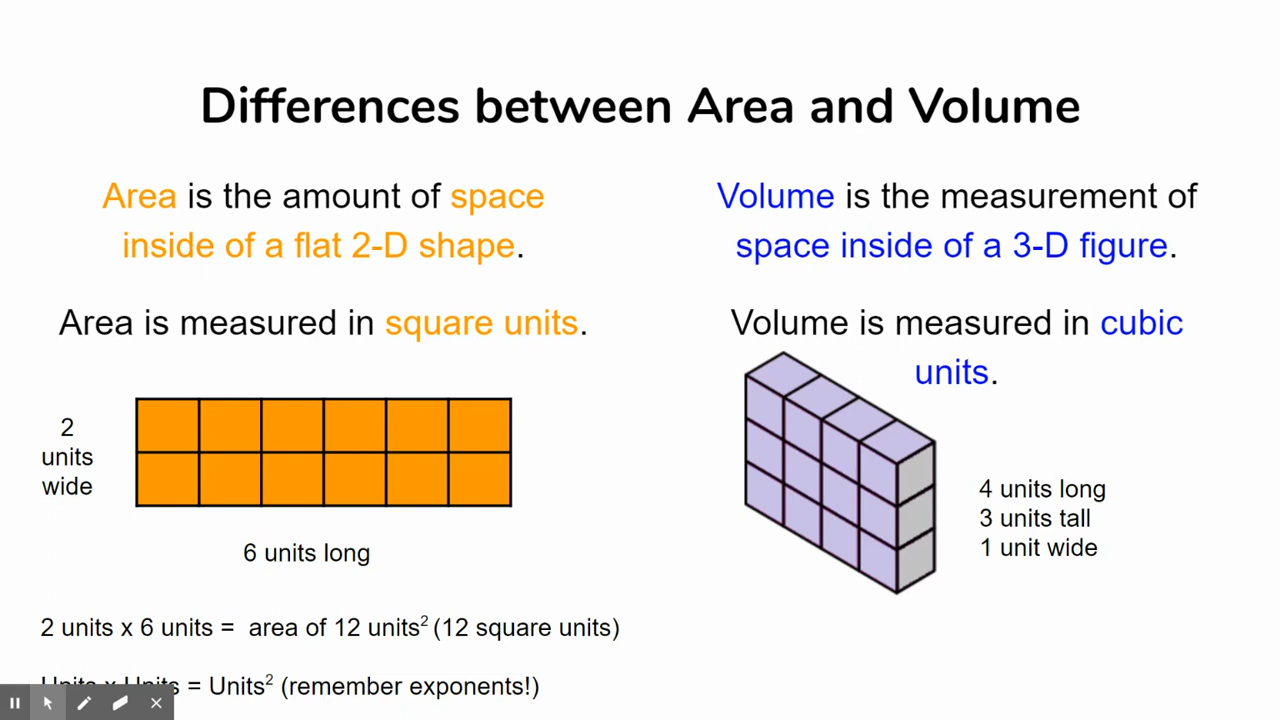 Differences between Area and Volume
Area is the amount of space
inside of a flat 2-D shape.
Area is measured in square units.
2
units
wide
6 units long
2 units x 6 units =  area of 12 units² (12 square units)
Units x Units = Units² (remember exponents!)
Volume is the measurement of
space inside of a 3-D figure.
Volume is measured in cubic
units.
4 units long
3 units tall
1 unit wide